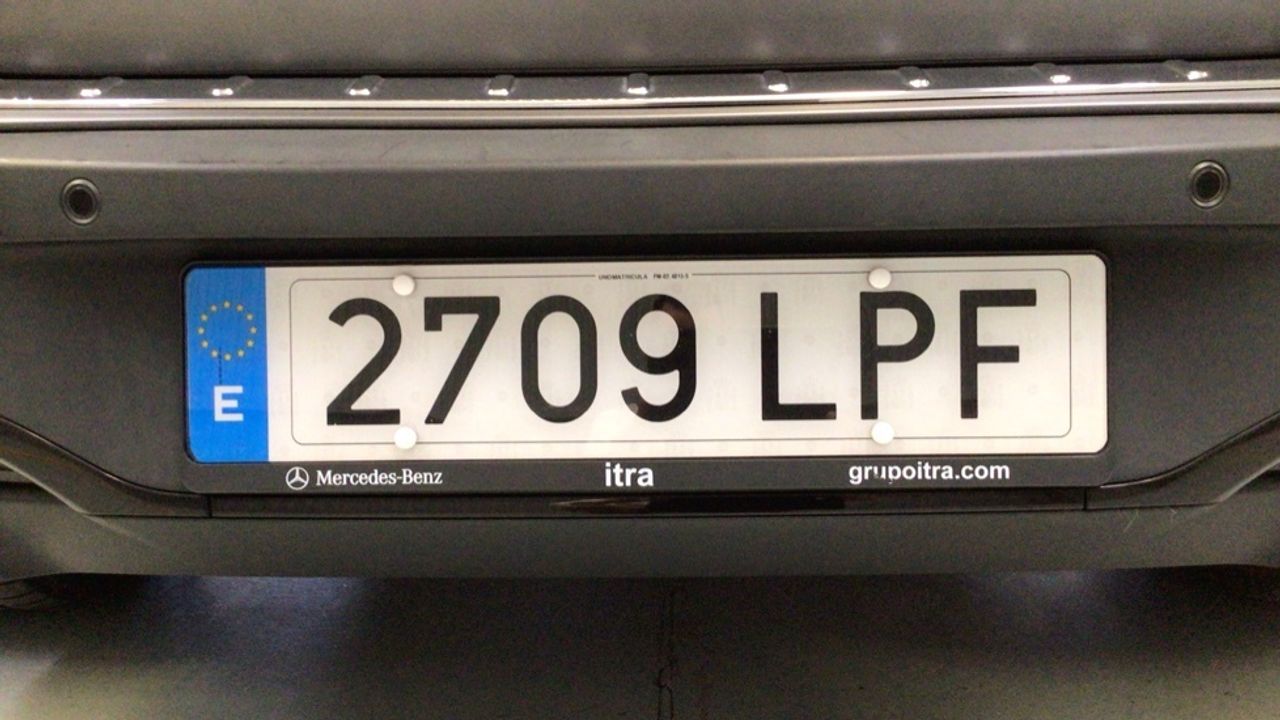 E
2709 LPF
Mercedes-Benz
itra
grupoitra.com